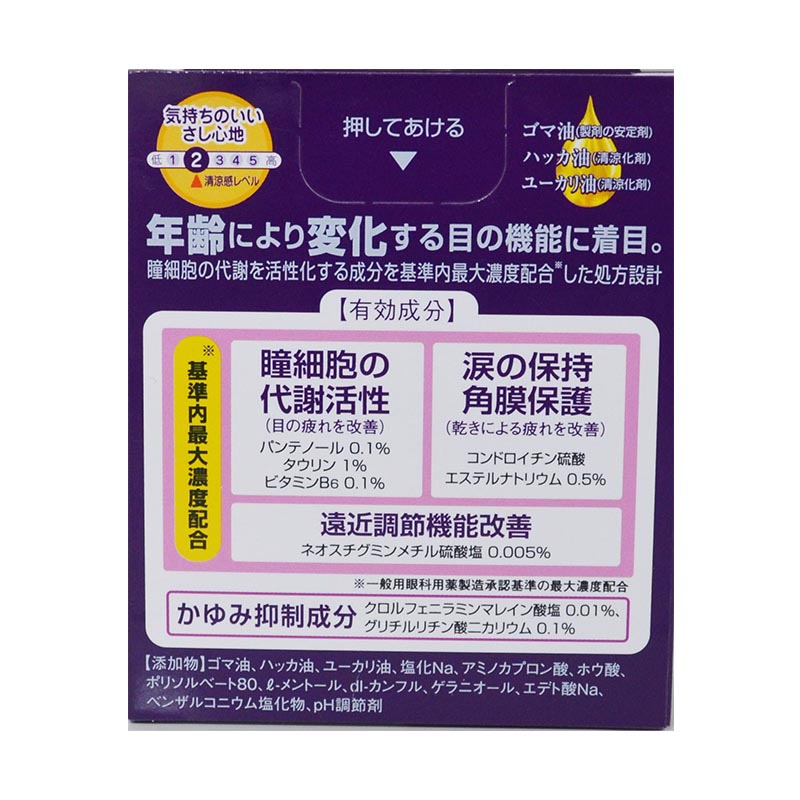 気持ちのいい
さし心地
低 1 2 3 4 5 高
▲清涼感レベル
押してあける
▼
ゴマ油(製剤の安定剤)
ハッカ油(清涼化剤)
ユーカリ油(清涼化剤)
年齢により変化する目の機能に着目。
瞳細胞の代謝を活性化する成分を基準内最大濃度配合※した処方設計
【有効成分】
※
基準内最大濃度配合
瞳細胞の
代謝活性
(目の疲れを改善)
パンテノール 0.1%
タウリン 1%
ビタミンB6 0.1%
涙の保持
角膜保護
(乾きによる疲れを改善)
コンドロイチン硫酸
エステルナトリウム 0.5%
遠近調節機能改善
ネオスチグミンメチル硫酸塩 0.005%
※一般用眼科用薬製造承認基準の最大濃度配合
かゆみ抑制成分
クロルフェニラミンマレイン酸塩 0.01%、
グリチルリチン酸二カリウム 0.1%
【添加物】ゴマ油、ハッカ油、ユーカリ油、塩化Na、アミノカプロン酸、ホウ酸、
ポリソルベート80、ℓ-メントール、dl-カンフル、ゲラニオール、エデト酸Na、
ベンザルコニウム塩化物、pH調節剤